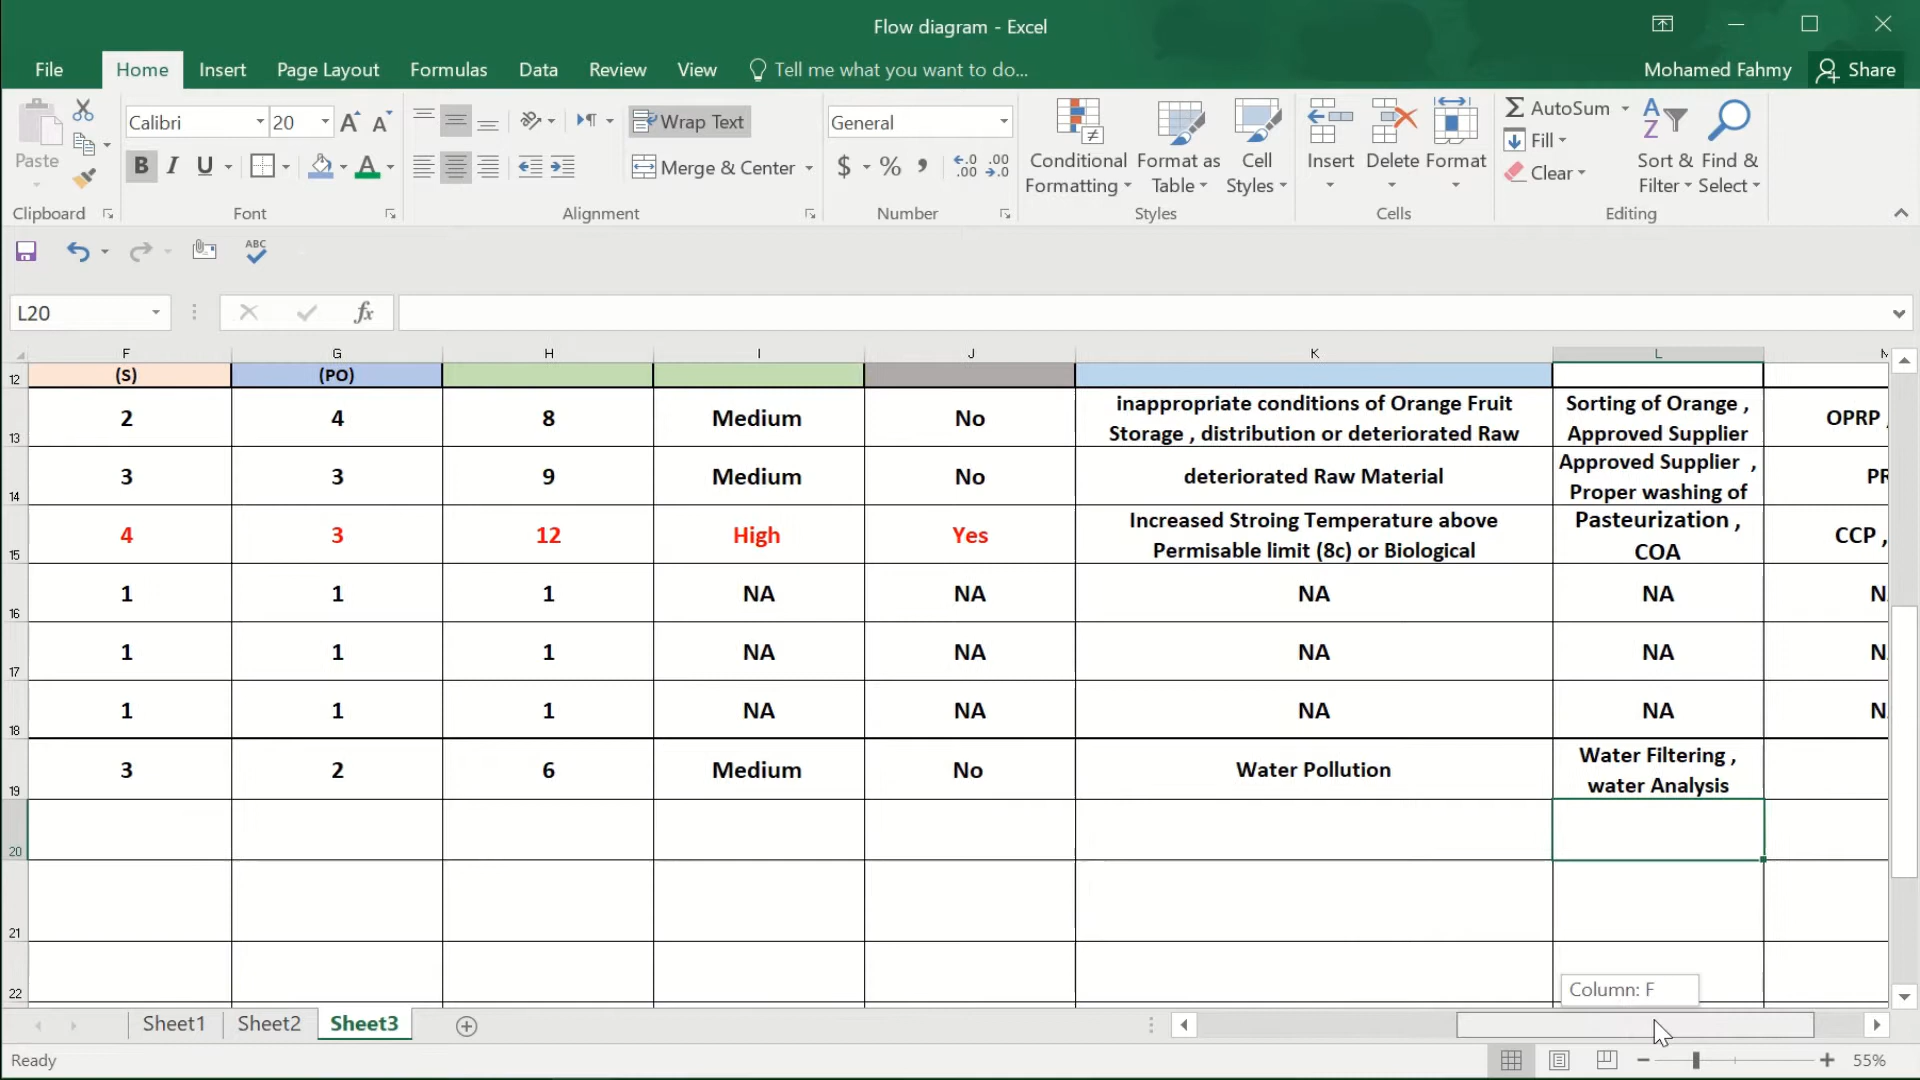 Flow diagram - Excel
File Home Insert Page Layout Formulas Data Review View Tell me what you want to do... Mohamed Fahmy Share
Paste
Clipboard
Calibri 20
B I U
Font
Wrap Text
Merge & Center
Alignment
General
$ % ,
Number
Conditional Formatting
Format as Table
Cell Styles
Styles
Insert Delete Format
Cells
AutoSum
Fill
Clear
Sort & Filter
Find & Select
Editing
ABC
L20 fx
F G H I J K L
12 (S) (PO)
13 2 4 8 Medium No inappropriate conditions of Orange Fruit Storage , distribution or deteriorated Raw Sorting of Orange , Approved Supplier OPRP ,
14 3 3 9 Medium No deteriorated Raw Material Approved Supplier , Proper washing of PR
15 4 3 12 High Yes Increased Stroing Temperature above Permisable limit (8c) or Biological Pasteurization , COA CCP ,
16 1 1 1 NA NA NA NA N
17 1 1 1 NA NA NA NA N
18 1 1 1 NA NA NA NA N
19 3 2 6 Medium No Water Pollution Water Filtering , water Analysis
20
21
22
Column: F
Sheet1 Sheet2 Sheet3
Ready 55%